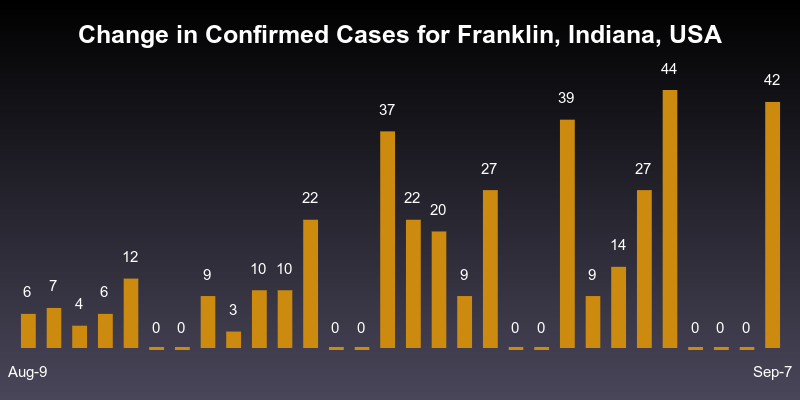 Change in Confirmed Cases for Franklin, Indiana, USA
6 7 4 6 12 0 0 9 3 10 10 22 0 0 37 22 20 9 27 0 0 39 9 14 27 44 0 0 0 42
Aug-9 Sep-7